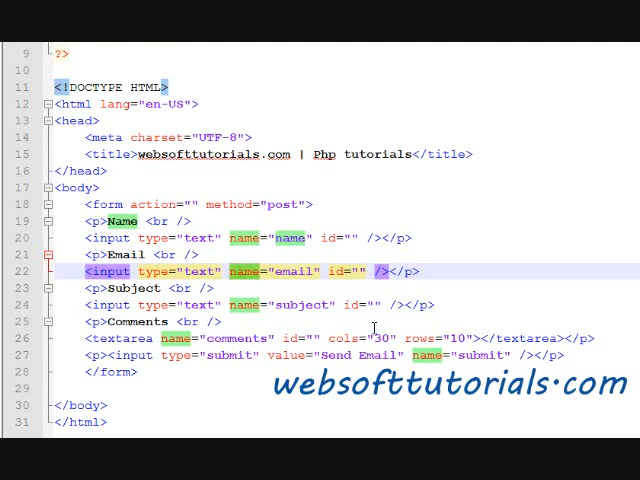 9 ?>
10
11 <!DOCTYPE HTML>
12 <html lang="en-US">
13 <head>
14 <meta charset="UTF-8">
15 <title>websofttutorials.com | Php tutorials</title>
16 </head>
17 <body>
18 <form action="" method="post">
19 <p>Name <br />
20 <input type="text" name="name" id="" /></p>
21 <p>Email <br />
22 <input type="text" name="email" id="" /></p>
23 <p>Subject <br />
24 <input type="text" name="subject" id="" /></p>
25 <p>Comments <br />
26 <textarea name="comments" id="" cols="30" rows="10"></textarea></p>
27 <p><input type="submit" value="Send Email" name="submit" /></p>
28 </form>
29
websofttutorials.com
30 </body>
31 </html>